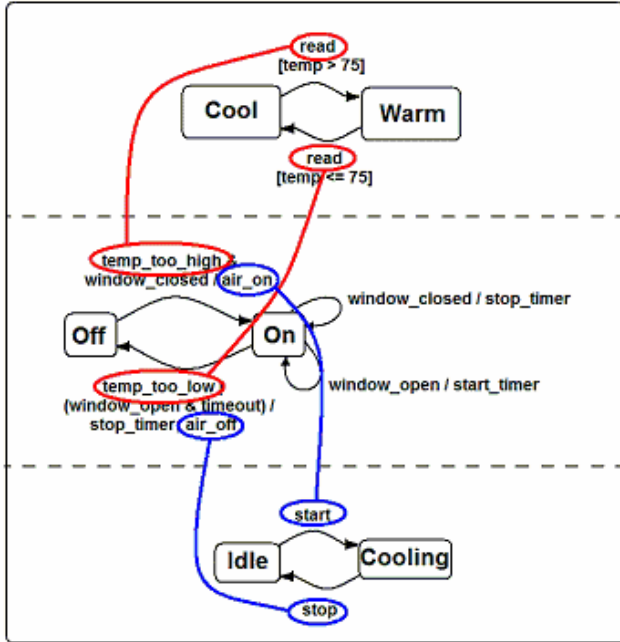 read
[temp > 75]
Cool
Warm
read
[temp <= 75]
temp_too_high &
window_closed / air_on
window_closed / stop_timer
Off
On
temp_too_low
window_open / start_timer
(window_open & timeout) /
stop_timer air_off
start
Idle
Cooling
stop